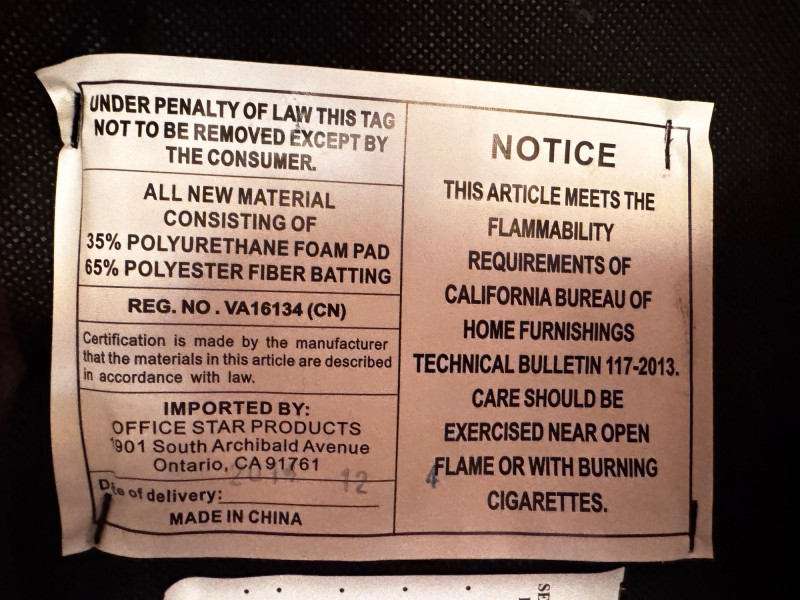 UNDER PENALTY OF LAW THIS TAG
NOT TO BE REMOVED EXCEPT BY
THE CONSUMER.
ALL NEW MATERIAL
CONSISTING OF
35% POLYURETHANE FOAM PAD
65% POLYESTER FIBER BATTING
REG. NO . VA16134 (CN)
Certification is made by the manufacturer
that the materials in this article are described
in accordance with law.
IMPORTED BY:
OFFICE STAR PRODUCTS
1901 South Archibald Avenue
Ontario, CA 91761
12 4
Date of delivery:
MADE IN CHINA
NOTICE
THIS ARTICLE MEETS THE
FLAMMABILITY
REQUIREMENTS OF
CALIFORNIA BUREAU OF
HOME FURNISHINGS
TECHNICAL BULLETIN 117-2013.
CARE SHOULD BE
EXERCISED NEAR OPEN
FLAME OR WITH BURNING
CIGARETTES.